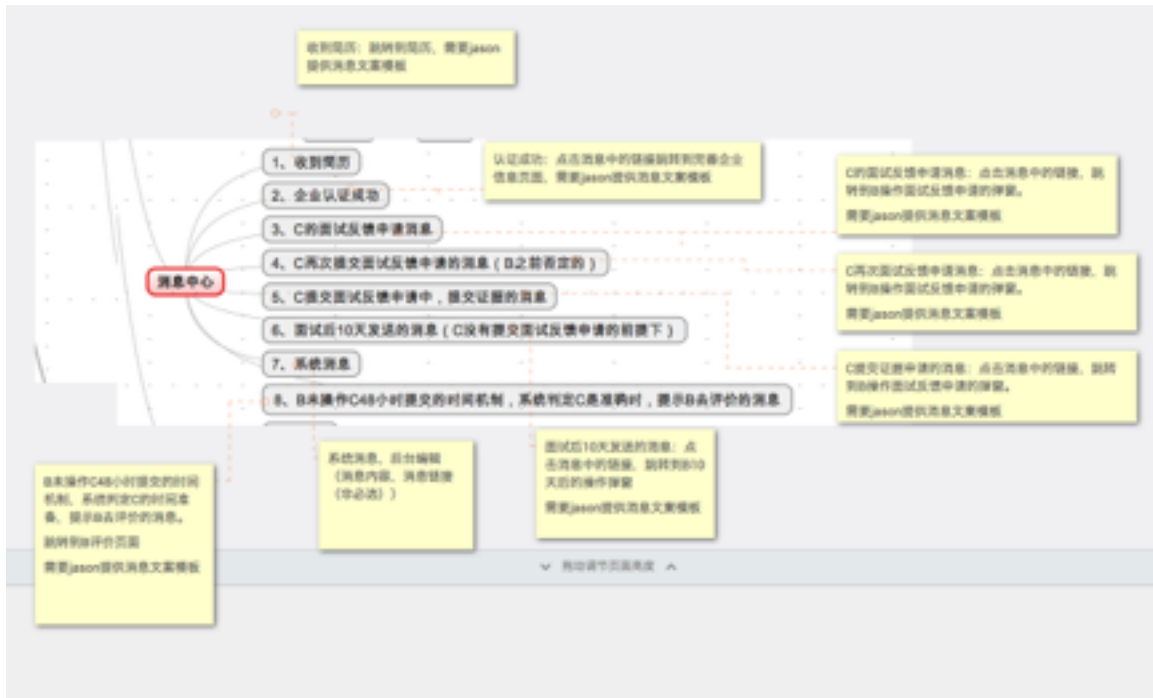 收到简历：跳转到简历，需要jason
提供消息文案模板
1、收到简历
认证成功：点击消息中的链接跳转到完善企业
信息页面，需要jason提供消息文案模板
2、企业认证成功
C的面试反馈申请消息：点击消息中的链接，跳
转到B操作面试反馈申请的弹窗。
需要jason提供消息文案模板
3、C的面试反馈申请消息
4、C再次提交面试反馈申请的消息（B之前否定的）
C再次面试反馈申请消息：点击消息中的链接，跳
转到B操作面试反馈申请的弹窗。
需要jason提供消息文案模板
消息中心
5、C提交面试反馈申请中，提交证据的消息
6、面试后10天发送的消息（C没有提交面试反馈申请的前提下）
7、系统消息
C提交证据申请的消息：点击消息中的链接，跳转
到B操作面试反馈申请的弹窗。
需要jason提供消息文案模板
8、B未操作C48小时提交的时间机制，系统判定C是准确时，提示B去评价的消息
系统消息，后台编辑
（消息内容、消息链接
（非必选））
面试后10天发送的消息：点
击消息中的链接，跳转到B10
天后的操作弹窗
需要jason提供消息文案模板
B未操作C48小时提交的时间
机制，系统判定C的时间准
备，提示B去评价的消息。
跳转到B评价页面
需要jason提供消息文案模板
拖动调节页面高度